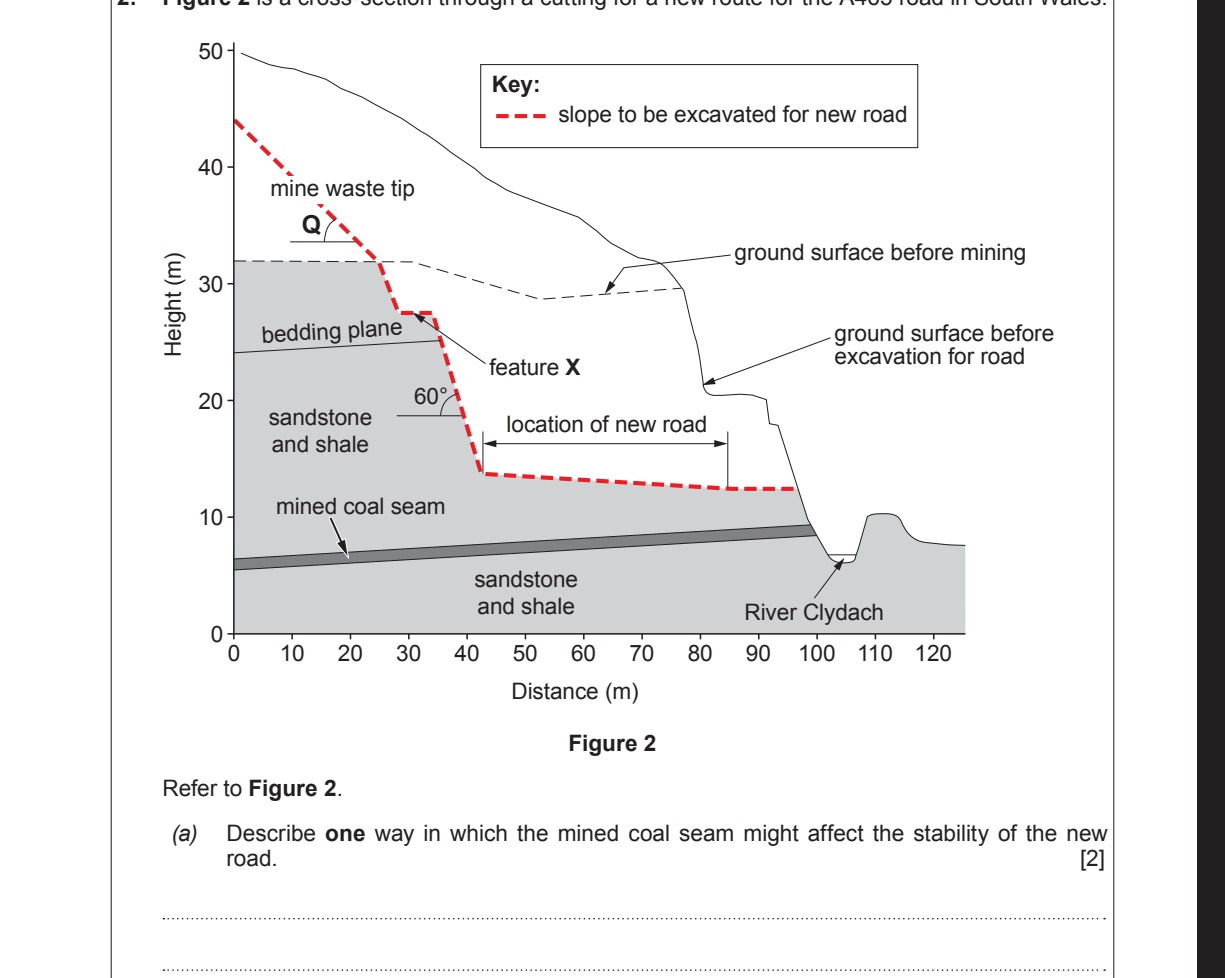 2. Figure 2 is a cross-section through a cutting for a new route for the A465 road in South Wales.
50
Key:
slope to be excavated for new road
40
mine waste tip
Q
ground surface before mining
30
Height (m)
bedding plane
ground surface before
excavation for road
feature X
60°
20
sandstone
and shale
location of new road
mined coal seam
10
sandstone
and shale
River Clydach
0
0 10 20 30 40 50 60 70 80 90 100 110 120
Distance (m)
Figure 2
Refer to Figure 2.
(a) Describe one way in which the mined coal seam might affect the stability of the new
road. [2]